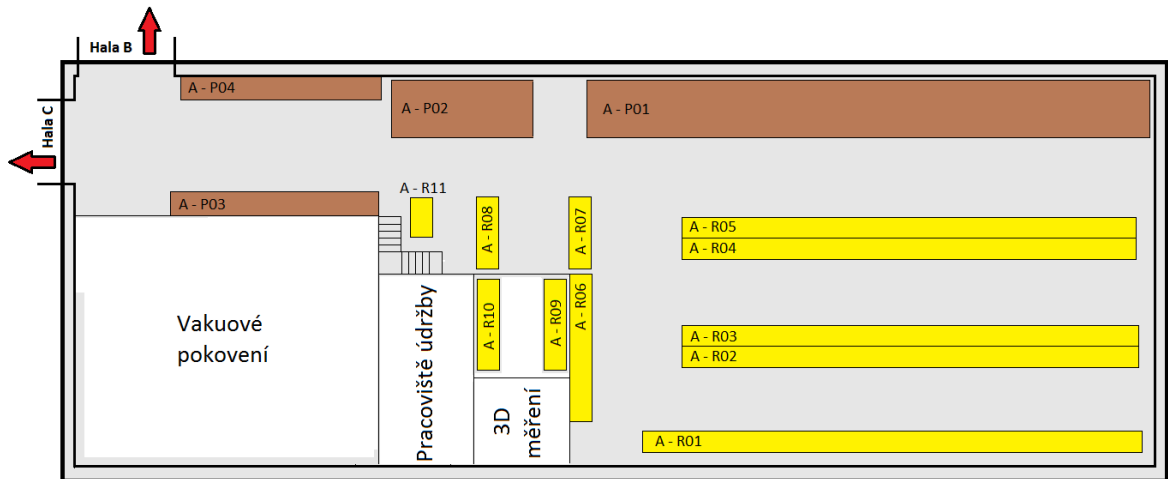 Hala B
Hala C
A - P04
A - P02
A - P01
A - P03
A - R11
A - R08
A - R07
A - R05
A - R04
A - R10
A - R09
A - R06
Vakuové
pokovení
Pracoviště údržby
3D
měření
A - R03
A - R02
A - R01